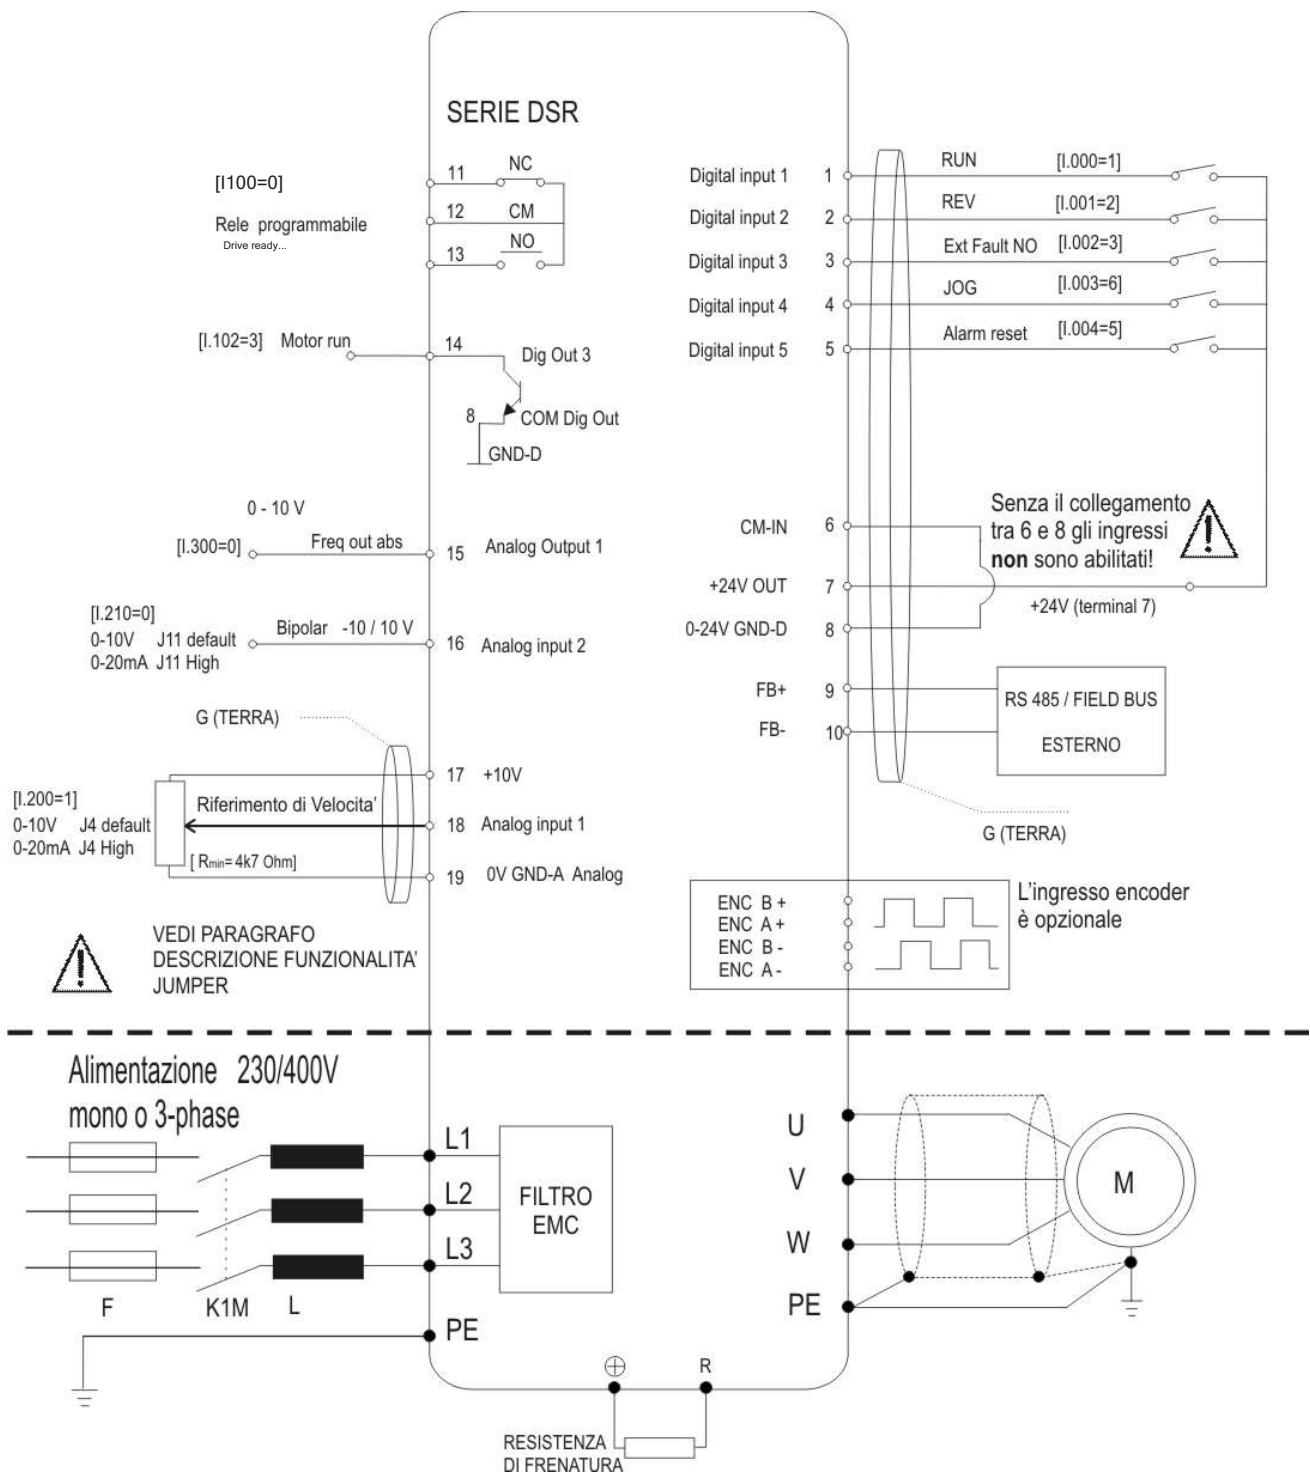 SERIE DSR
[I100=0]
Rele programmabile
Drive ready...
11 NC
12 CM
13 NO
[I.102=3] Motor run
14
Dig Out 3
8
COM Dig Out
GND-D
0 - 10 V
[I.300=0] Freq out abs
15 Analog Output 1
[I.210=0]
0-10V J11 default
0-20mA J11 High
Bipolar -10 / 10 V
16 Analog input 2
G (TERRA)
17 +10V
[I.200=1]
0-10V J4 default
0-20mA J4 High
Riferimento di Velocita'
18 Analog input 1
[ Rmin= 4k7 Ohm]
19 0V GND-A Analog
VEDI PARAGRAFO
DESCRIZIONE FUNZIONALITA'
JUMPER
Digital input 1 1 RUN [I.000=1]
Digital input 2 2 REV [I.001=2]
Digital input 3 3 Ext Fault NO [I.002=3]
Digital input 4 4 JOG [I.003=6]
Digital input 5 5 Alarm reset [I.004=5]
Senza il collegamento
tra 6 e 8 gli ingressi
non sono abilitati!
CM-IN 6
+24V OUT 7
+24V (terminal 7)
0-24V GND-D 8
FB+ 9
FB- 10
RS 485 / FIELD BUS
ESTERNO
G (TERRA)
ENC B +
ENC A +
ENC B -
ENC A -
L'ingresso encoder
è opzionale
Alimentazione 230/400V
mono o 3-phase
L1
L2
L3
PE
FILTRO
EMC
F K1M L
U
V
W
PE
M
R
RESISTENZA
DI FRENATURA